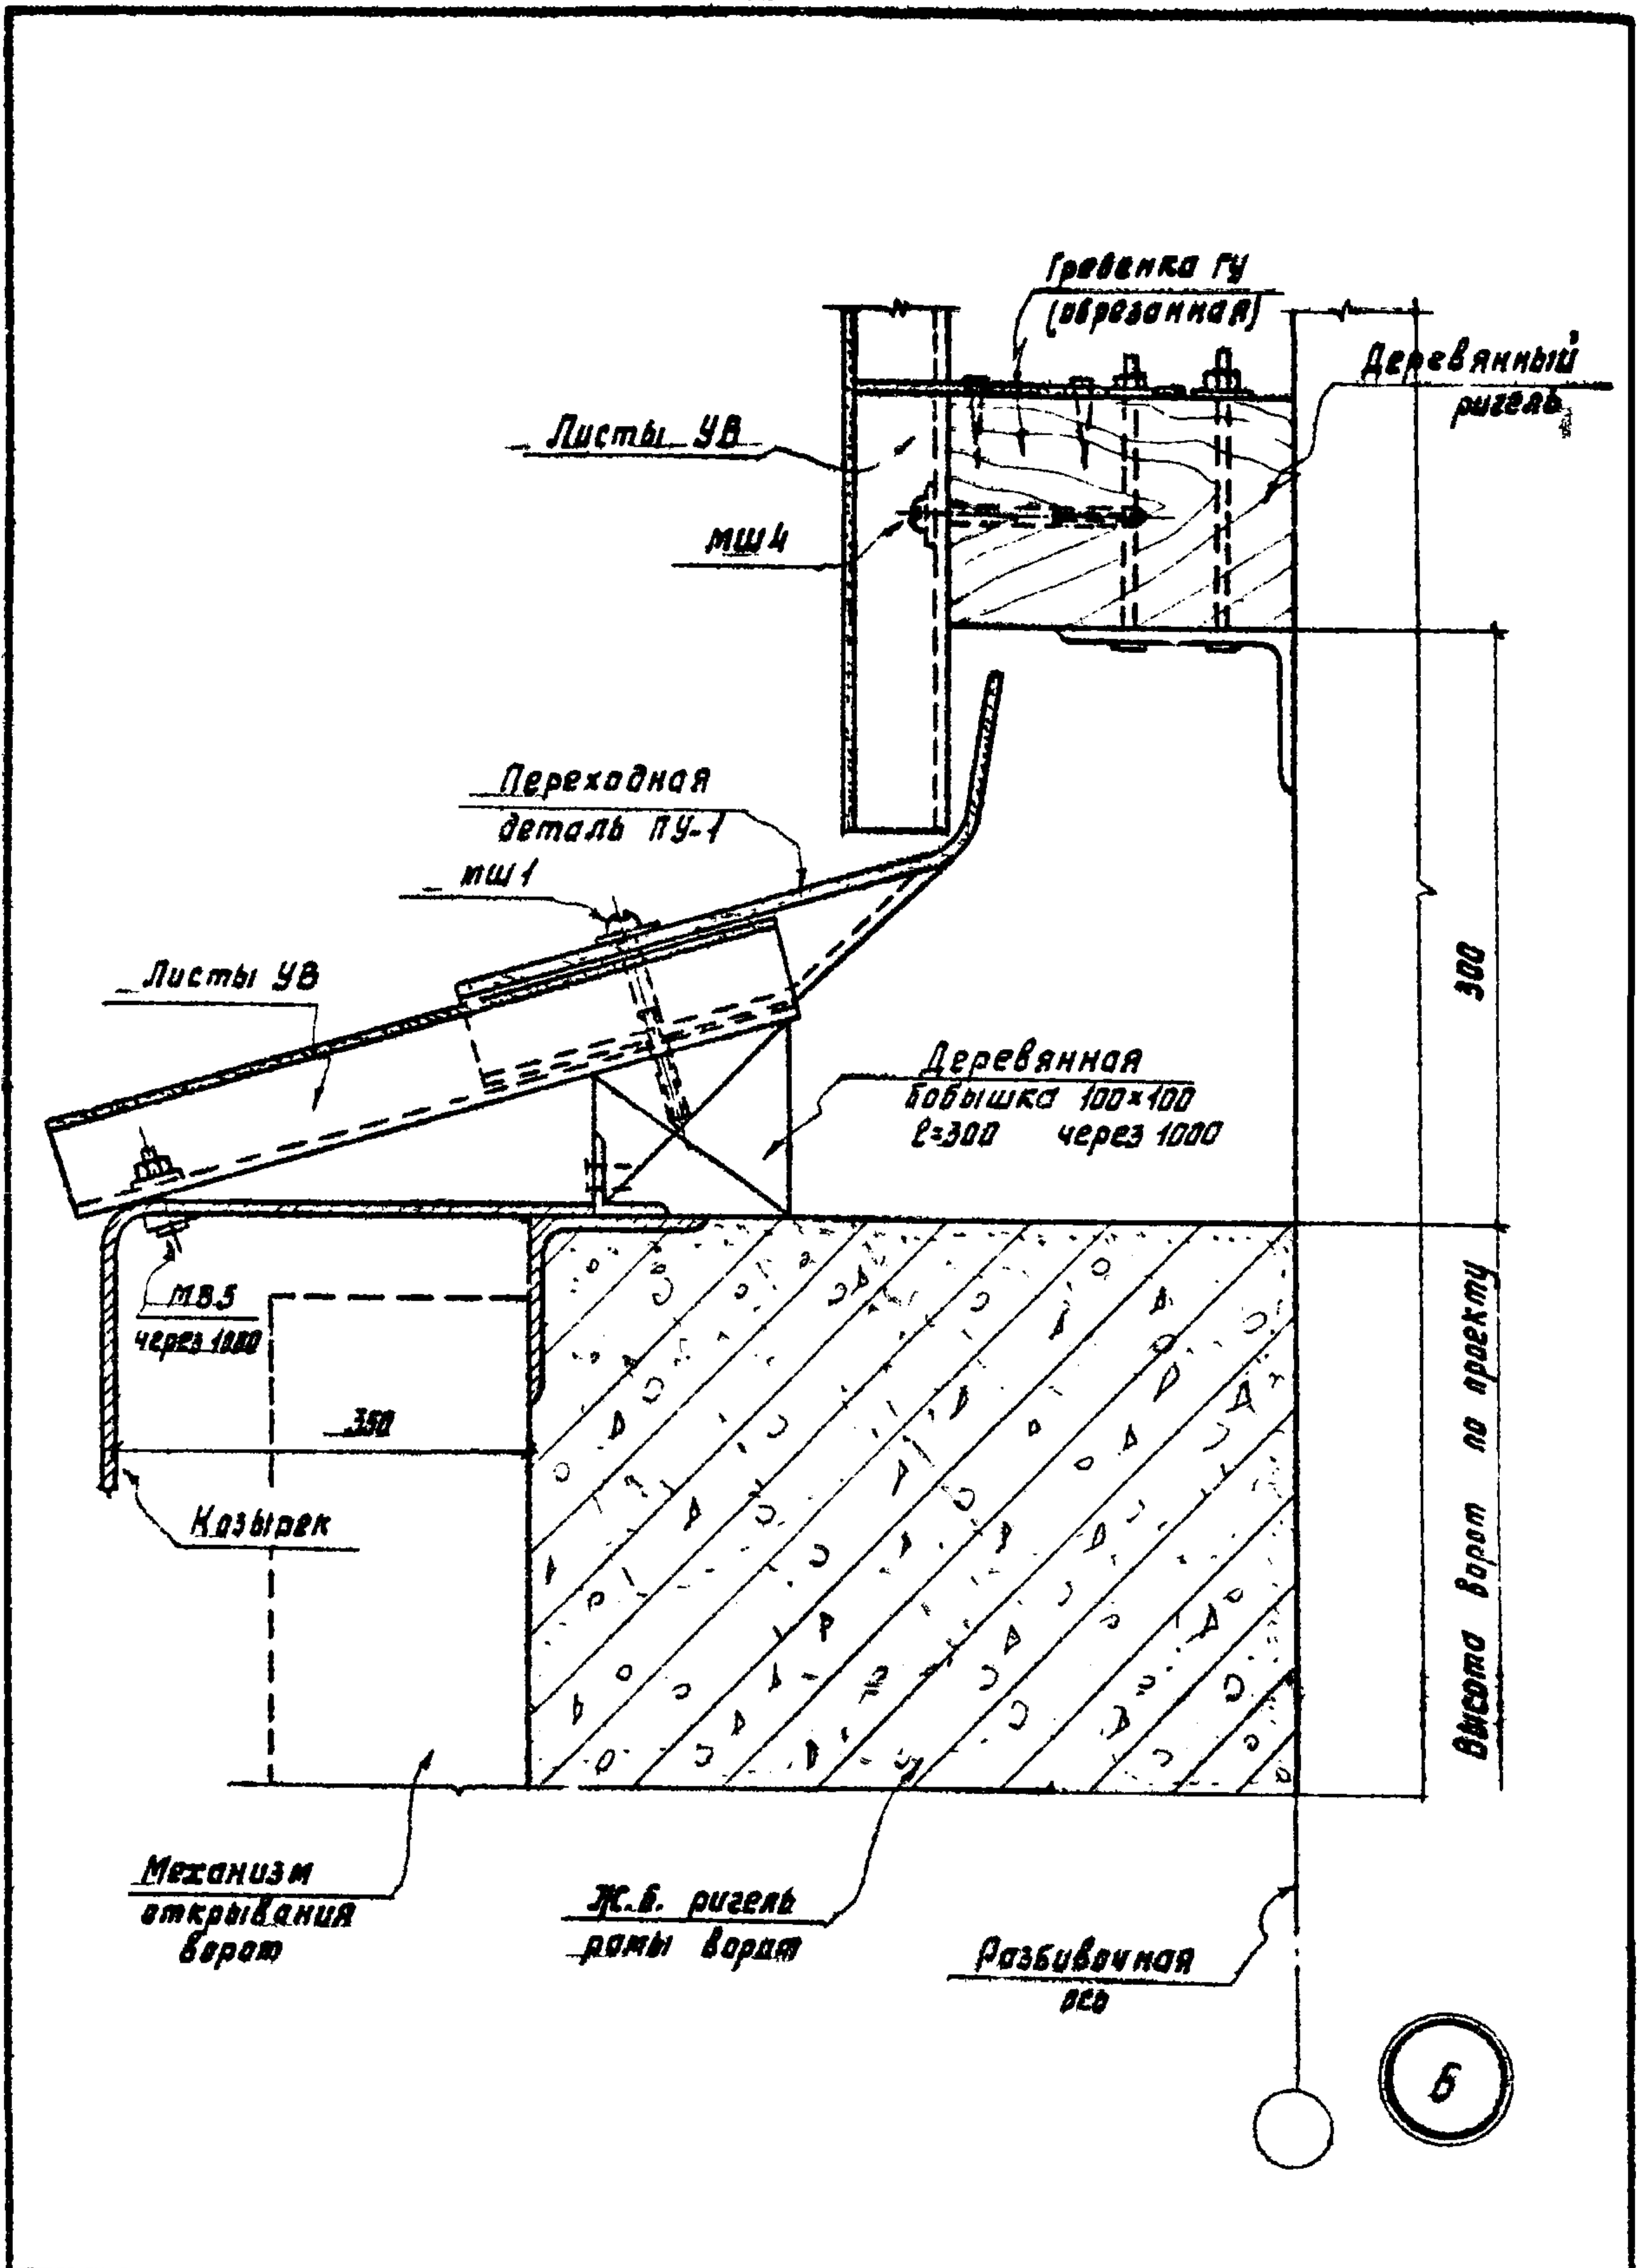 Гребенка ГУ
(обрезанная)
Деревянный
ригель
Листы УВ
МШ4
Переходная
деталь ПУ-1
МШ1
Листы УВ
300
Деревянная
бобышка 100×100
ℓ=300 через 1000
МВ5
через 1000
350
Козырек
Высота ворот по проекту
Механизм
открывания
ворот
Ж.б. ригель
рамы ворот
Разбивочная
ось
6